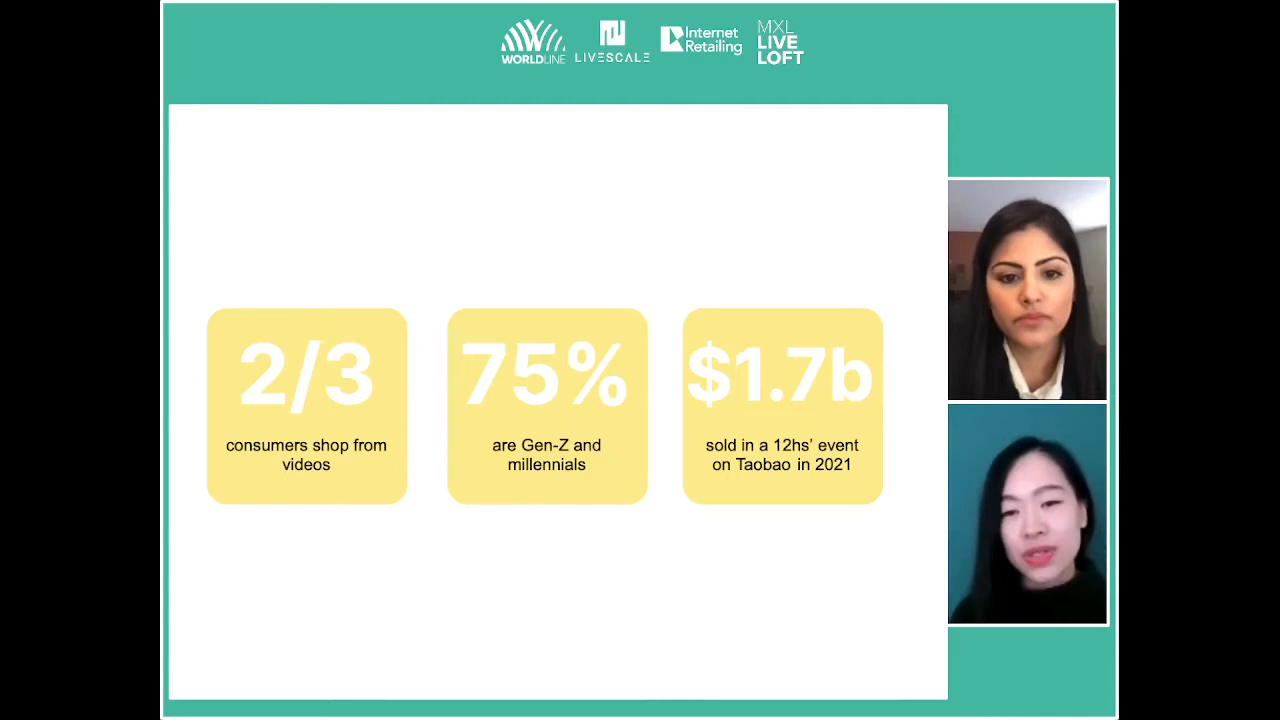 WORLDLINE
LIVESCALE
Internet
Retailing
MXL
LIVE
LOFT
2/3
consumers shop from
videos
75%
are Gen-Z and
millennials
$1.7b
sold in a 12hs’ event
on Taobao in 2021